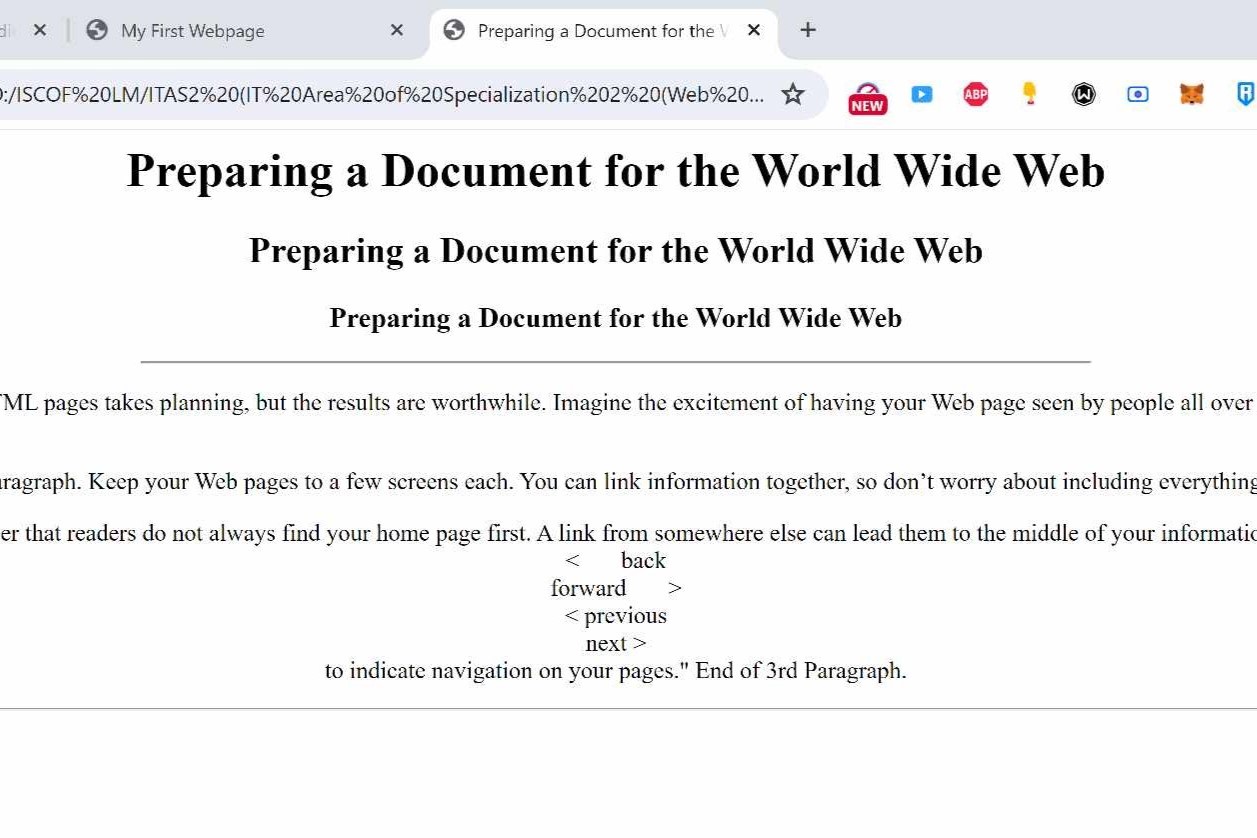 My First Webpage
Preparing a Document for the
:/ISCOF%20LM/ITAS2%20(IT%20Area%20of%20Specialization%202%20(Web%20...
NEW
ABP
Preparing a Document for the World Wide Web
Preparing a Document for the World Wide Web
Preparing a Document for the World Wide Web
ML pages takes planning, but the results are worthwhile. Imagine the excitement of having your Web page seen by people all over
ragraph. Keep your Web pages to a few screens each. You can link information together, so don’t worry about including everything
er that readers do not always find your home page first. A link from somewhere else can lead them to the middle of your informatio
< back
forward >
< previous
next >
to indicate navigation on your pages." End of 3rd Paragraph.